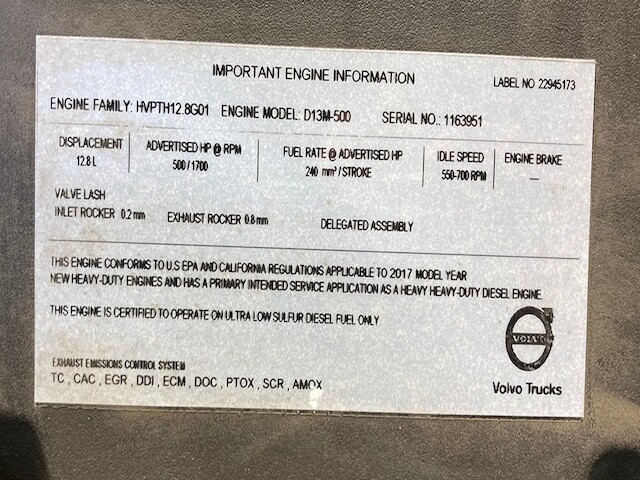 IMPORTANT ENGINE INFORMATION
LABEL NO 22945173
ENGINE FAMILY: HVPTH12.8G01 ENGINE MODEL: D13M-500 SERIAL NO.: 1163951
DISPLACEMENT ADVERTISED HP @ RPM FUEL RATE @ ADVERTISED HP IDLE SPEED ENGINE BRAKE
12.8 L 500 / 1700 240 mm³ / STROKE 550-700 RPM —
VALVE LASH
INLET ROCKER 0.2 mm EXHAUST ROCKER 0.8 mm DELEGATED ASSEMBLY
THIS ENGINE CONFORMS TO U.S EPA AND CALIFORNIA REGULATIONS APPLICABLE TO 2017 MODEL YEAR
NEW HEAVY-DUTY ENGINES AND HAS A PRIMARY INTENDED SERVICE APPLICATION AS A HEAVY HEAVY-DUTY DIESEL ENGINE.
THIS ENGINE IS CERTIFIED TO OPERATE ON ULTRA LOW SULFUR DIESEL FUEL ONLY.
VOLVO
EXHAUST EMISSIONS CONTROL SYSTEM
TC , CAC , EGR , DDI , ECM , DOC , PTOX , SCR , AMOX
Volvo Trucks